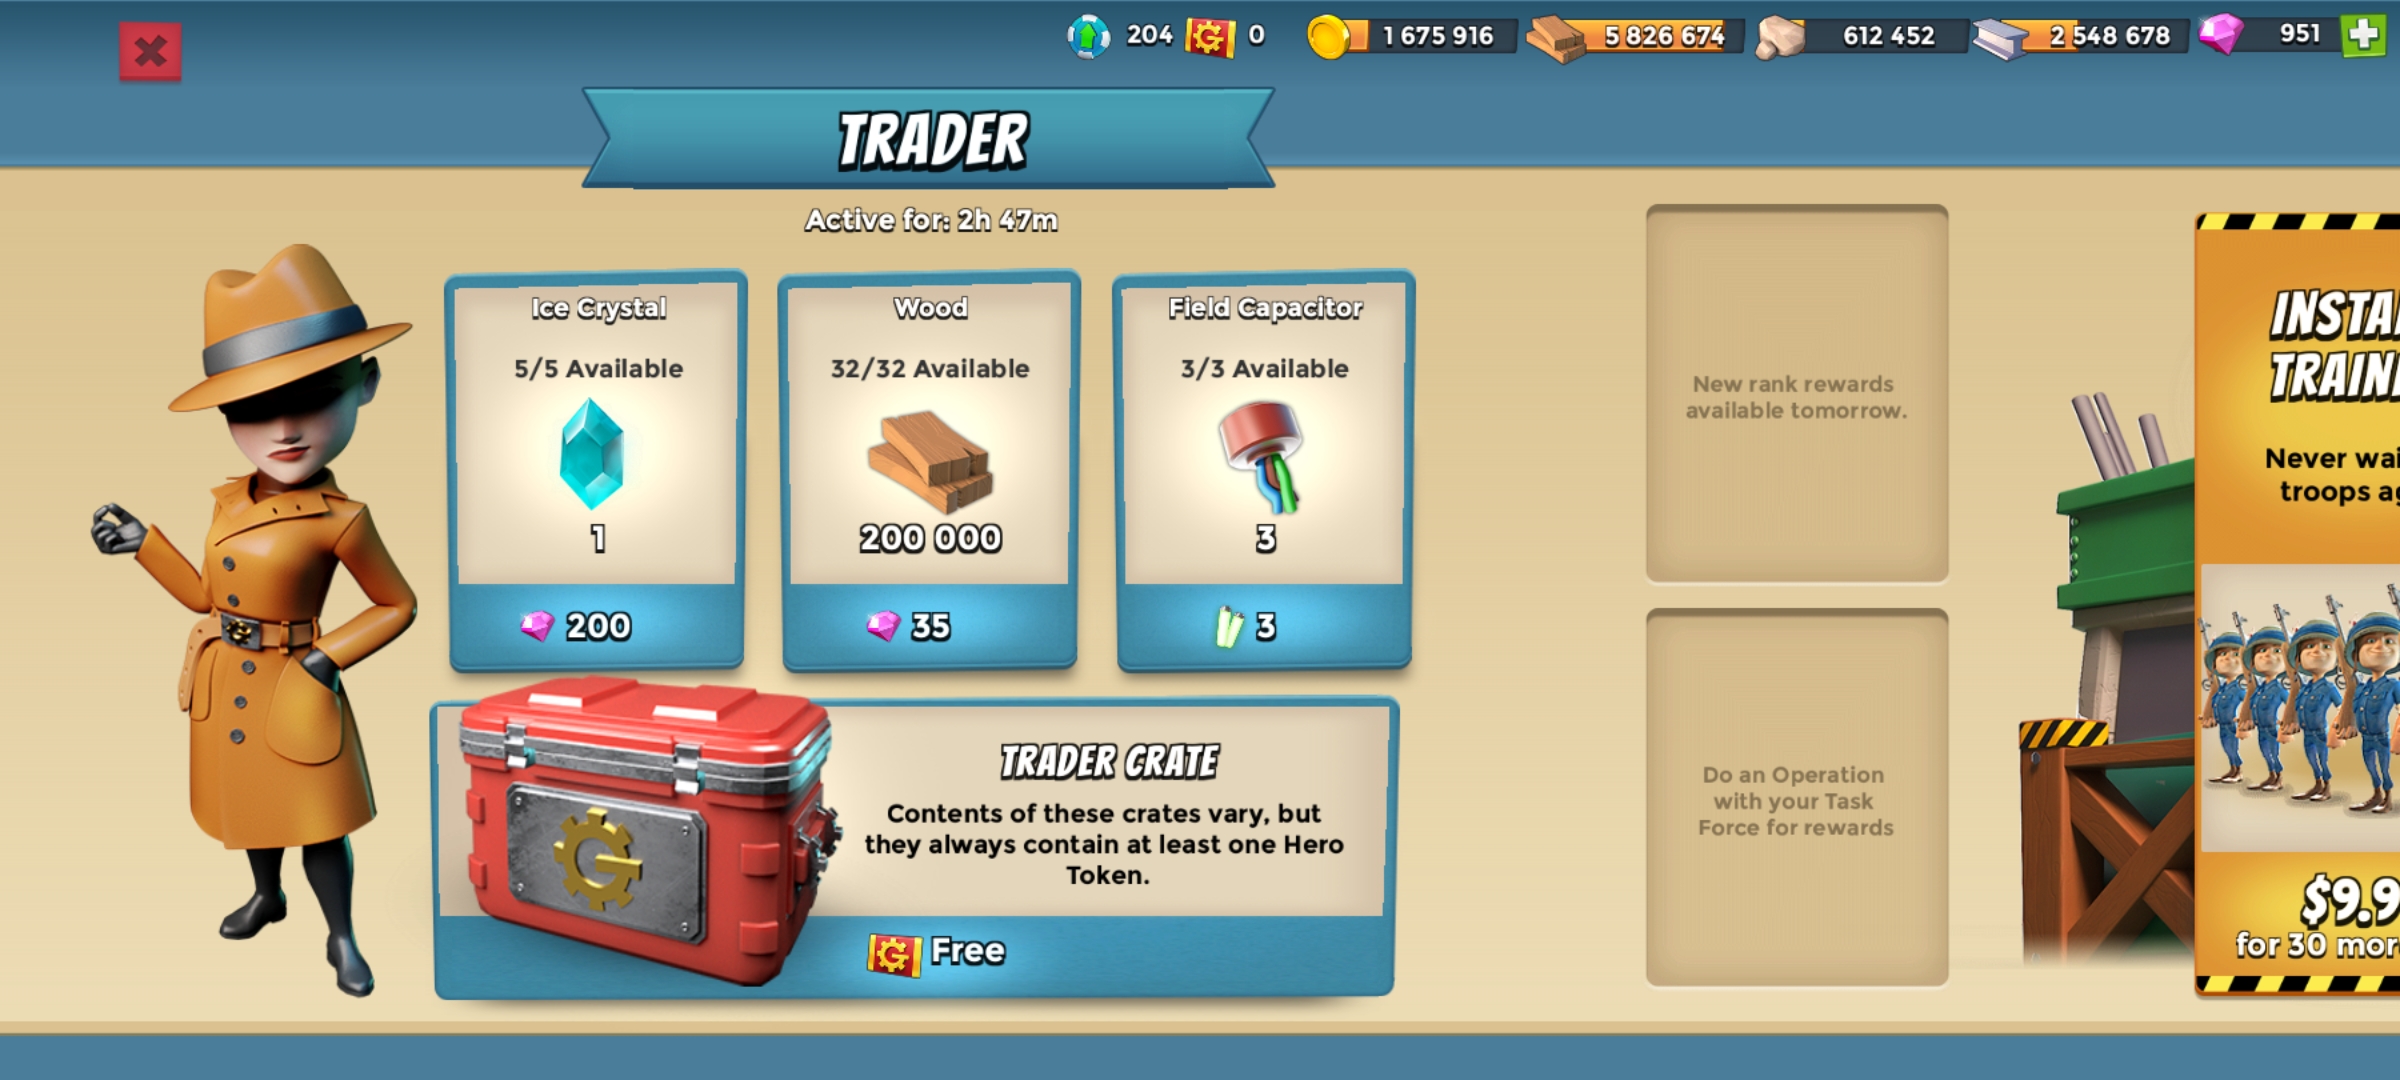 204
0
1 675 916
5 826 674
612 452
2 548 678
951
TRADER
Active for: 2h 47m
Ice Crystal
5/5 Available
1
200
Wood
32/32 Available
200 000
35
Field Capacitor
3/3 Available
3
3
TRADER CRATE
Contents of these crates vary, but
they always contain at least one Hero
Token.
G
G
Free
New rank rewards
available tomorrow.
Do an Operation
with your Task
Force for rewards
Never
troops
$9.9
for 30